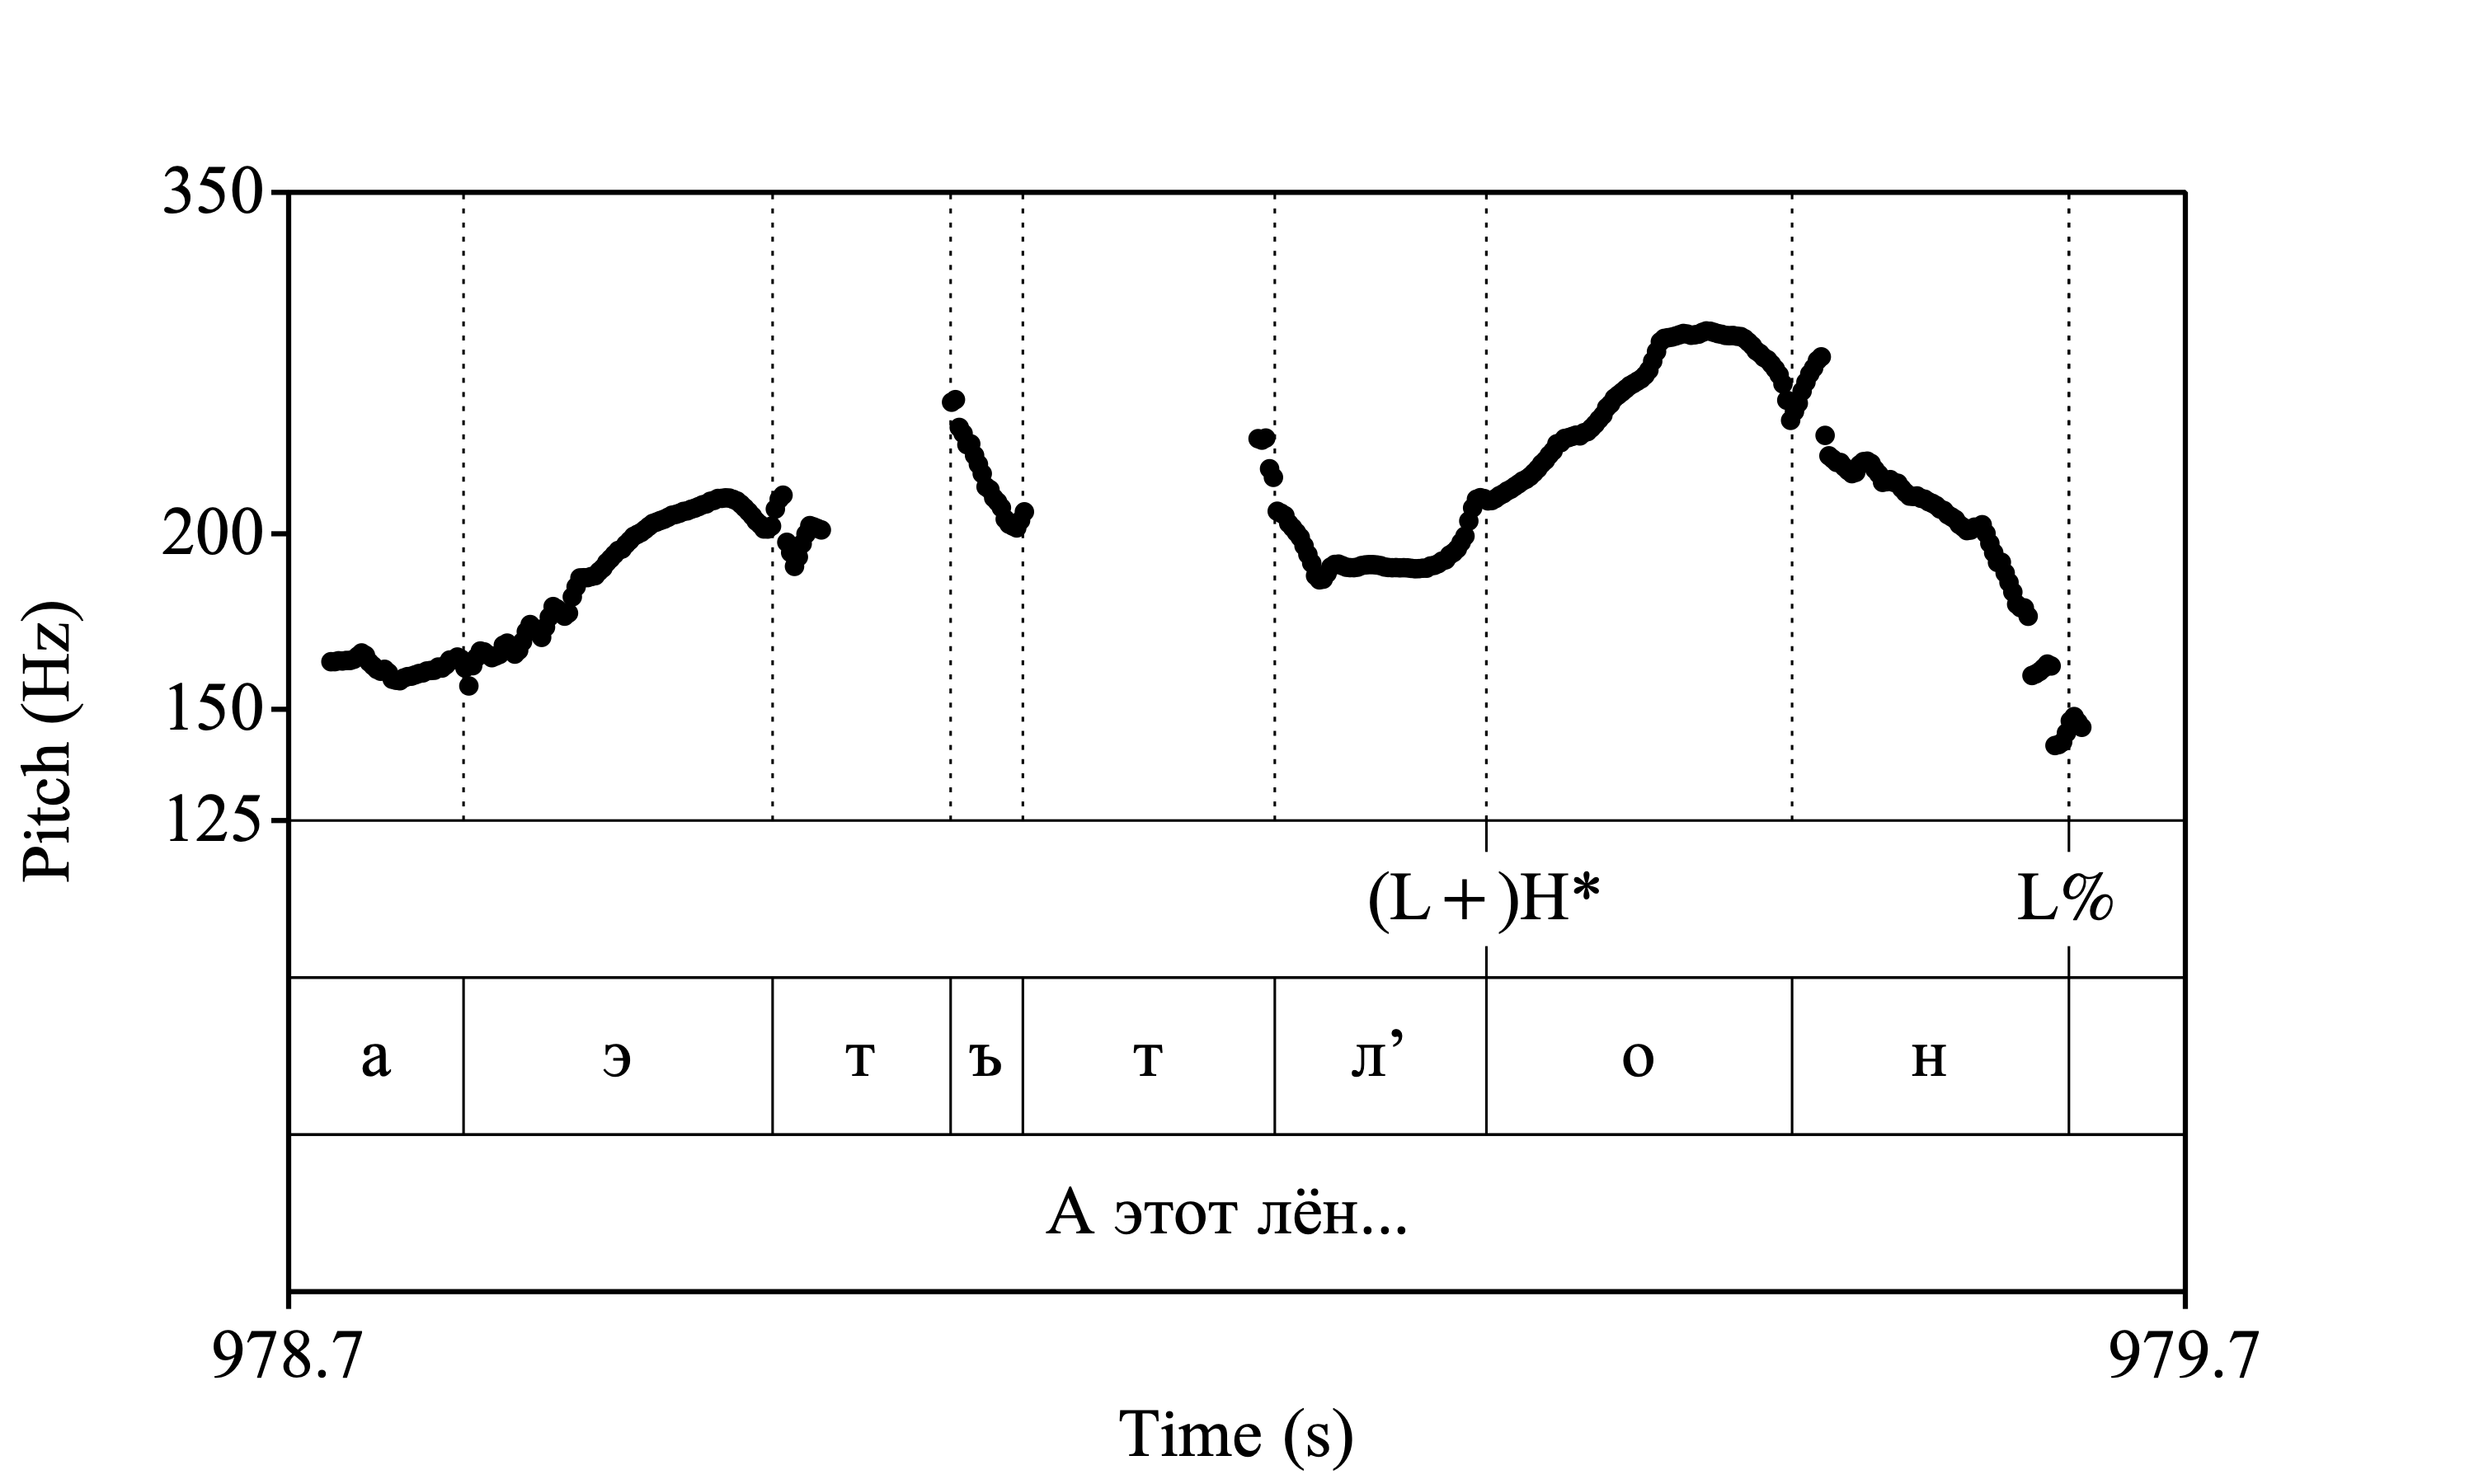 350
200
150
125
Pitch (Hz)
(L + )H* L%
а э т ъ т л’ о н
А этот лён...
978.7 979.7
Time (s)